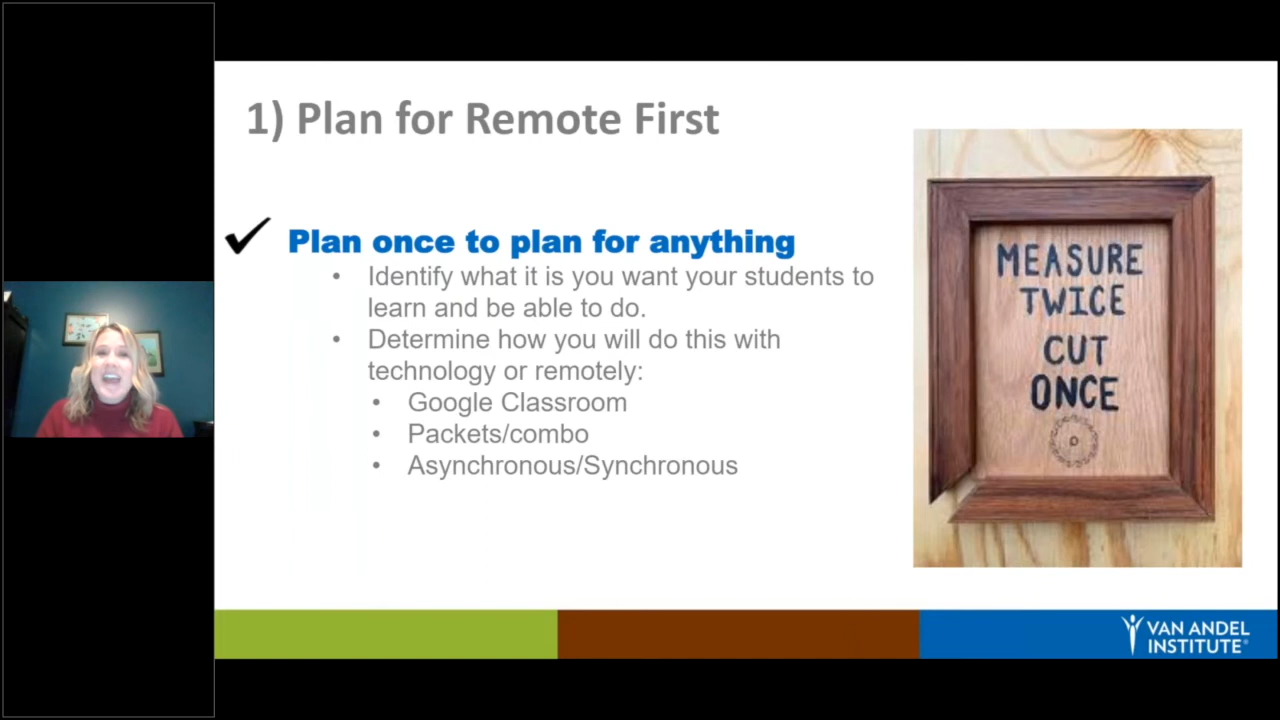 1) Plan for Remote First
Plan once to plan for anything
• Identify what it is you want your students to
learn and be able to do.
• Determine how you will do this with
technology or remotely:
• Google Classroom
• Packets/combo
• Asynchronous/Synchronous
MEASURE
TWICE
CUT
ONCE
VAN ANDEL
INSTITUTE®